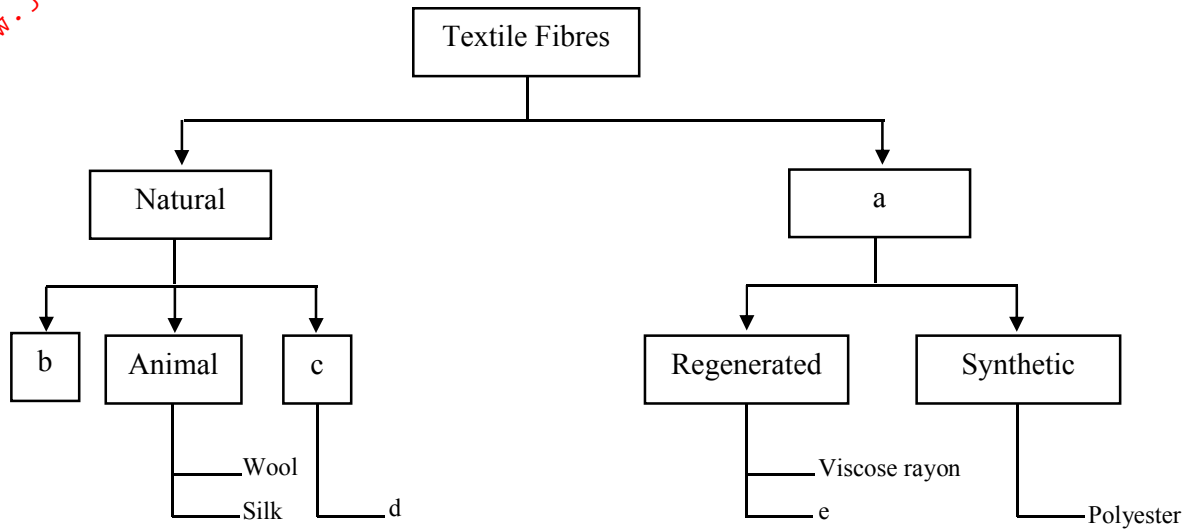 Textile Fibres
Natural
a
b
Animal
c
Regenerated
Synthetic
Wool
Silk
d
Viscose rayon
e
Polyester